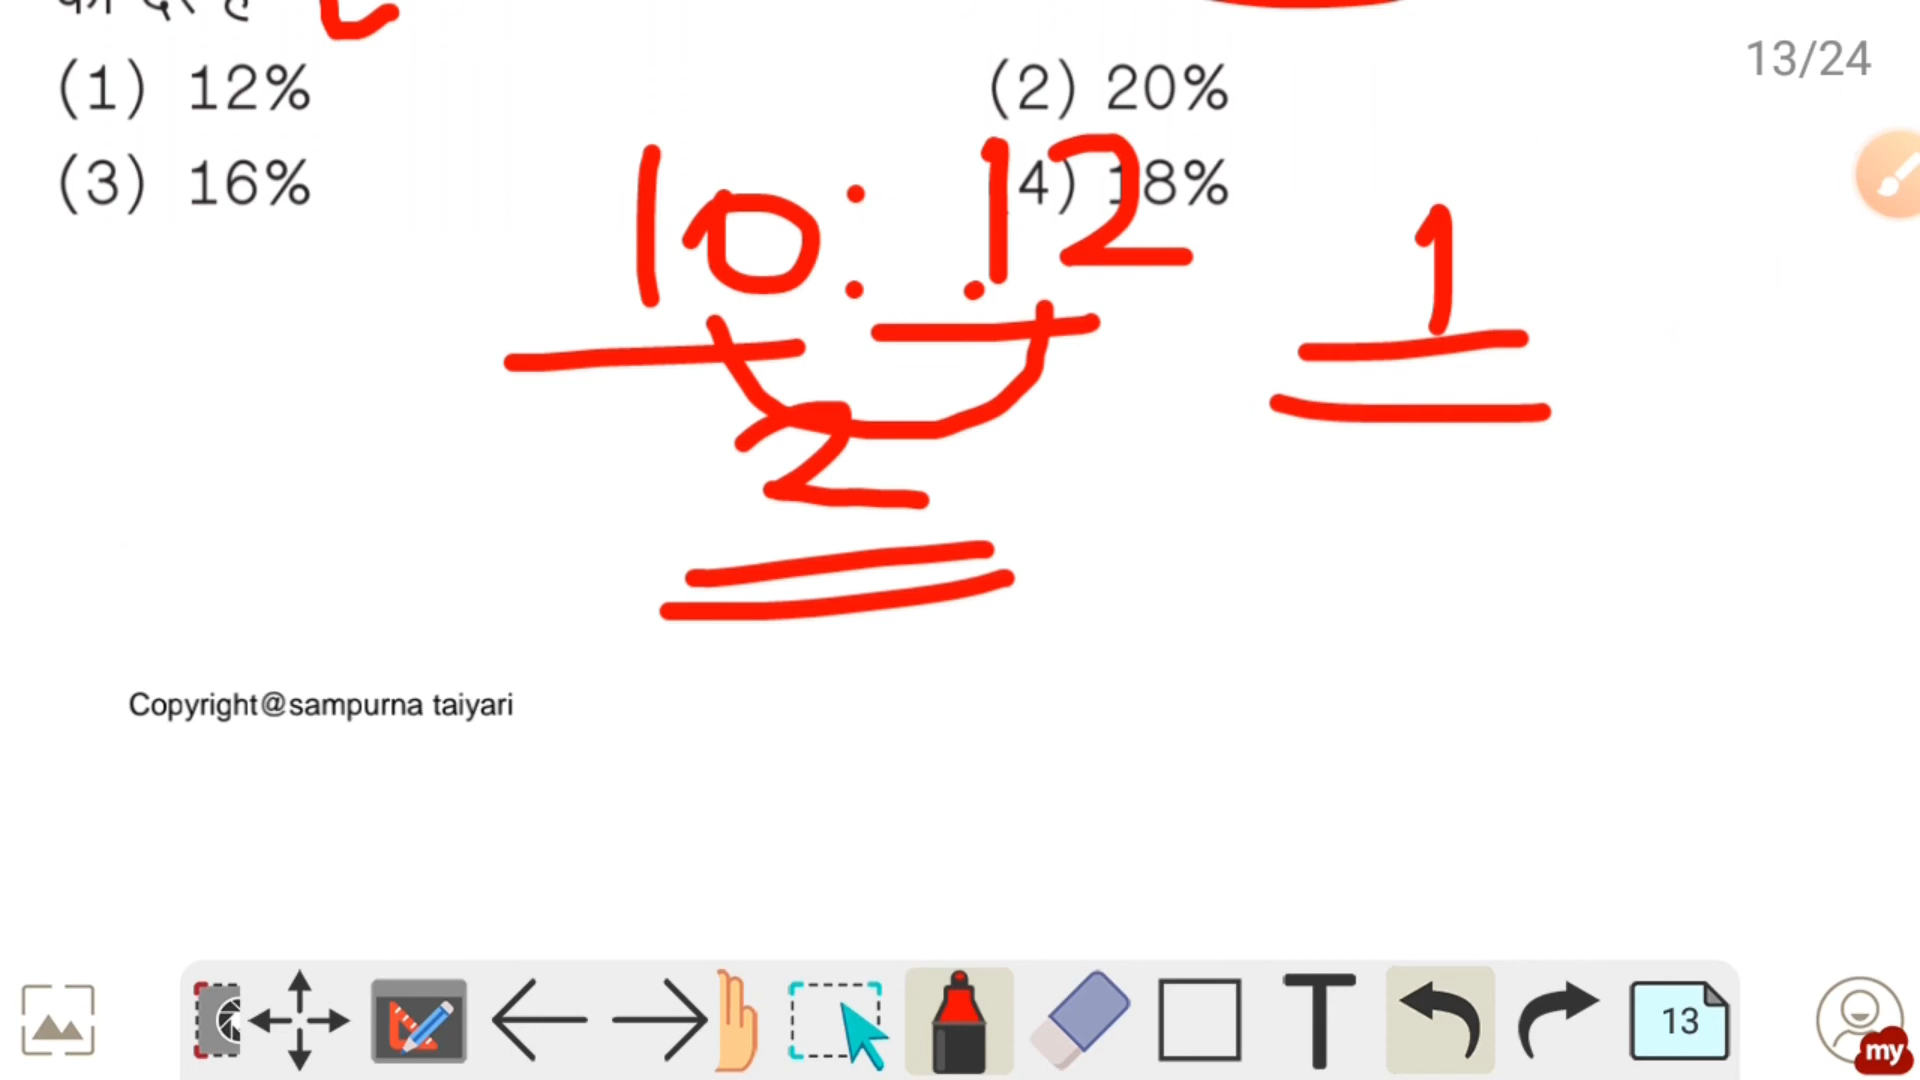 13/24
(1) 12% (2) 20%
(3) 16% 4) 18%
10 : 12
1
2
Copyright@sampurna taiyari
T
13
my